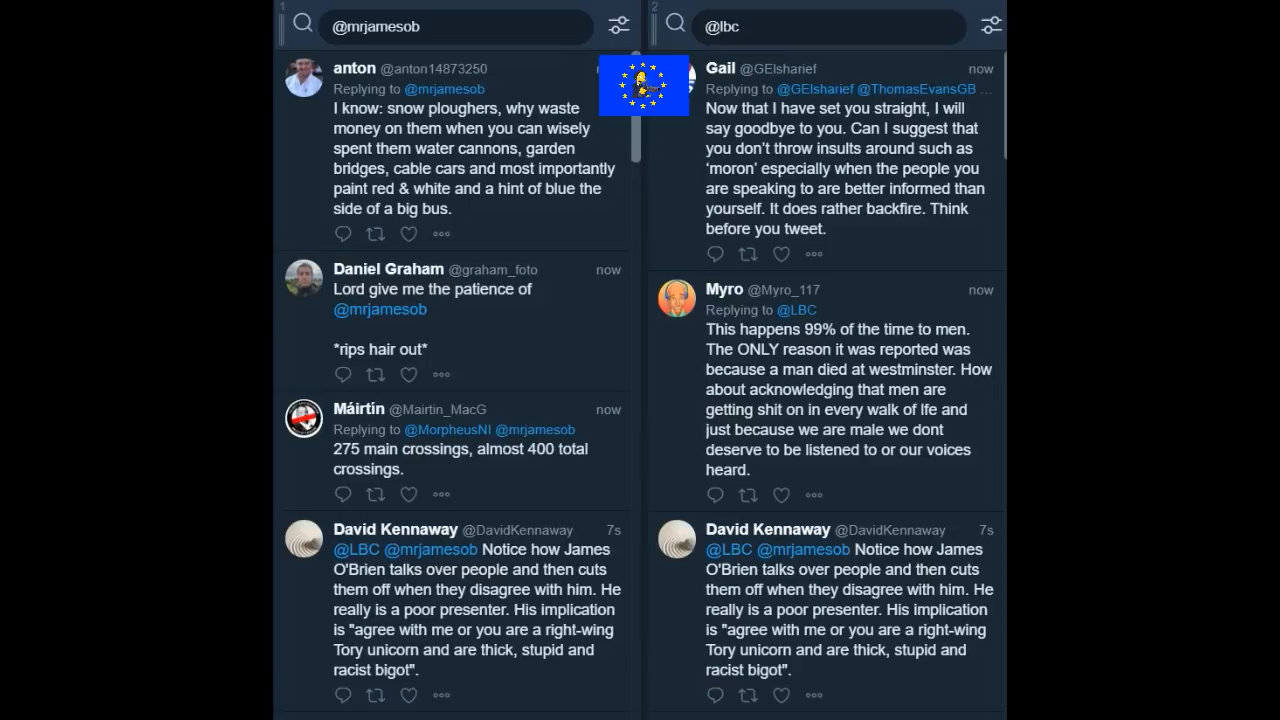 1
@mrjamesob
anton @anton14873250
Replying to @mrjamesob
I know: snow ploughers, why waste
money on them when you can wisely
spent them water cannons, garden
bridges, cable cars and most importantly
paint red & white and a hint of blue the
side of a big bus.
Daniel Graham @graham_foto now
Lord give me the patience of
@mrjamesob
*rips hair out*
Máirtín @Mairtin_MacG now
Replying to @MorpheusNI @mrjamesob
275 main crossings, almost 400 total
crossings.
David Kennaway @DavidKennaway 7s
@LBC @mrjamesob Notice how James
O'Brien talks over people and then cuts
them off when they disagree with him. He
really is a poor presenter. His implication
is "agree with me or you are a right-wing
Tory unicorn and are thick, stupid and
racist bigot".
2
@lbc
Gail @GElsharief now
Replying to @GElsharief @ThomasEvansGB ...
Now that I have set you straight, I will
say goodbye to you. Can I suggest that
you don’t throw insults around such as
‘moron’ especially when the people you
are speaking to are better informed than
yourself. It does rather backfire. Think
before you tweet.
Myro @Myro_117 now
Replying to @LBC
This happens 99% of the time to men.
The ONLY reason it was reported was
because a man died at westminster. How
about acknowledging that men are
getting shit on in every walk of lfe and
just because we are male we dont
deserve to be listened to or our voices
heard.
David Kennaway @DavidKennaway 7s
@LBC @mrjamesob Notice how James
O'Brien talks over people and then cuts
them off when they disagree with him. He
really is a poor presenter. His implication
is "agree with me or you are a right-wing
Tory unicorn and are thick, stupid and
racist bigot".